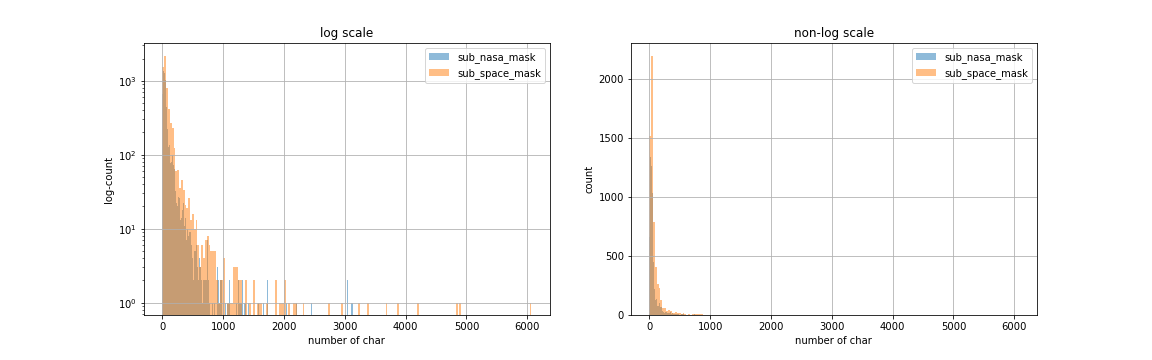 log scale
sub_nasa_mask
sub_space_mask
log-count
10³
10²
10¹
10⁰
0 1000 2000 3000 4000 5000 6000
number of char
non-log scale
sub_nasa_mask
sub_space_mask
count
2000
1500
1000
500
0
0 1000 2000 3000 4000 5000 6000
number of char